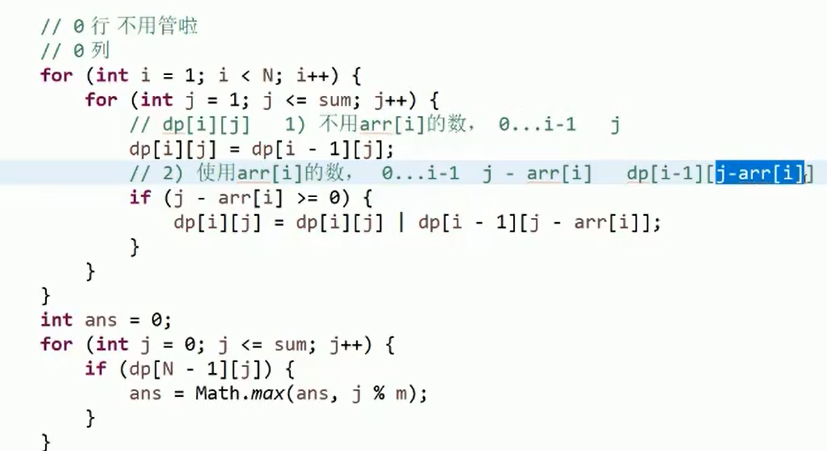 // 0行 不用管啦
// 0列
for (int i = 1; i < N; i++) {
    for (int j = 1; j <= sum; j++) {
        // dp[i][j]   1) 不用arr[i]的数， 0...i-1   j
        dp[i][j] = dp[i - 1][j];
        // 2) 使用arr[i]的数， 0...i-1  j - arr[i]   dp[i-1][j-arr[i]]
        if (j - arr[i] >= 0) {
            dp[i][j] = dp[i][j] | dp[i - 1][j - arr[i]];
        }
    }
}
int ans = 0;
for (int j = 0; j <= sum; j++) {
    if (dp[N - 1][j]) {
        ans = Math.max(ans, j % m);
    }
}